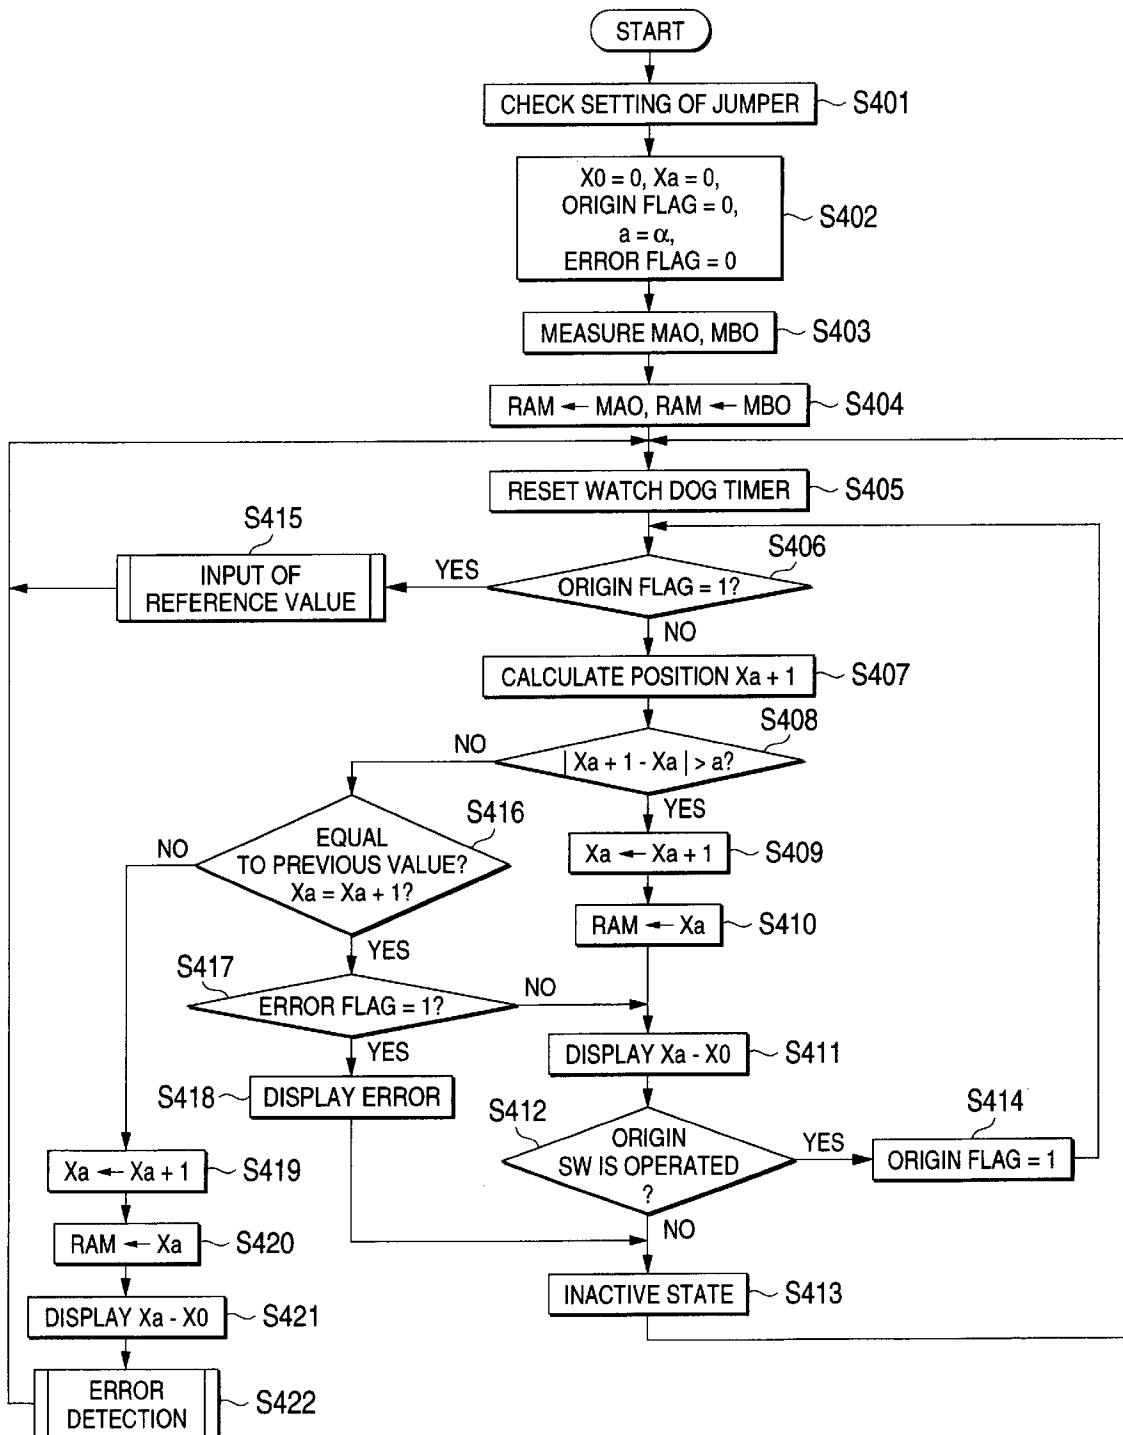 START
CHECK SETTING OF JUMPER
S401
X0 = 0, Xa = 0,
ORIGIN FLAG = 0,
a = α,
ERROR FLAG = 0
S402
MEASURE MAO, MBO
S403
RAM ← MAO, RAM ← MBO
S404
RESET WATCH DOG TIMER
S405
S415
INPUT OF
REFERENCE VALUE
YES
S406
ORIGIN FLAG = 1?
NO
CALCULATE POSITION Xa + 1
S407
S408
NO
| Xa + 1 - Xa | > a?
YES
S416
EQUAL
TO PREVIOUS VALUE?
Xa = Xa + 1?
NO
YES
Xa ← Xa + 1
S409
RAM ← Xa
S410
S417
ERROR FLAG = 1?
NO
YES
DISPLAY Xa - X0
S411
S418
DISPLAY ERROR
S412
ORIGIN
SW IS OPERATED
?
YES
NO
S414
ORIGIN FLAG = 1
Xa ← Xa + 1
S419
RAM ← Xa
S420
INACTIVE STATE
S413
DISPLAY Xa - X0
S421
ERROR
DETECTION
S422